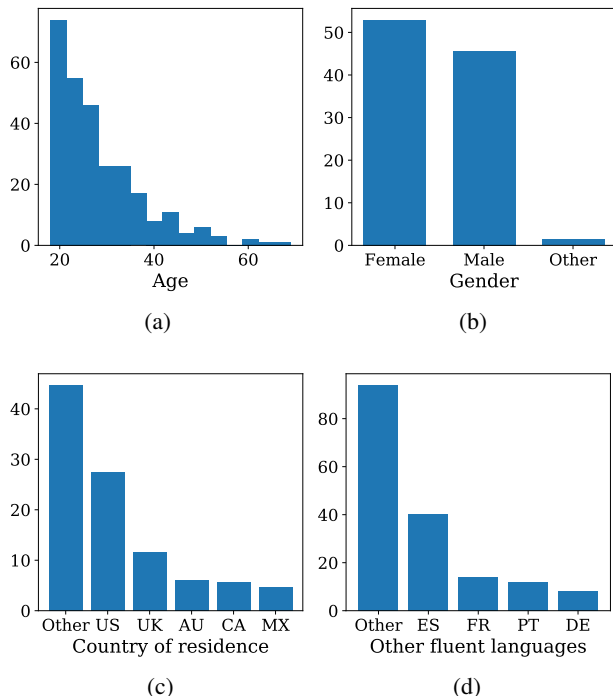 60
40
20
0
20 40 60
Age
(a)
50
40
30
20
10
0
Female Male Other
Gender
(b)
40
30
20
10
0
Other US UK AU CA MX
Country of residence
(c)
80
60
40
20
0
Other ES FR PT DE
Other fluent languages
(d)